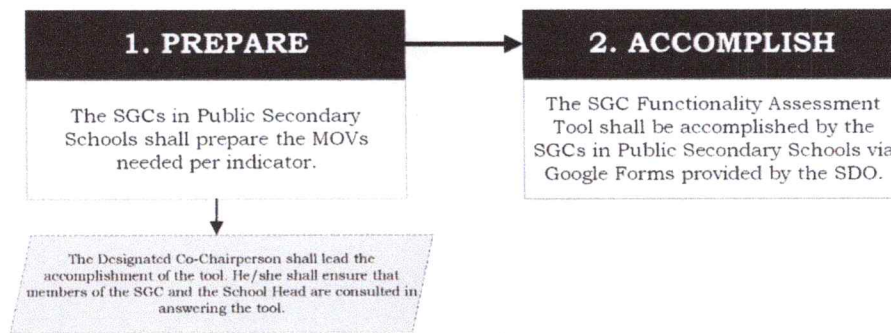 1. PREPARE
The SGCs in Public Secondary
Schools shall prepare the MOVs
needed per indicator.
The Designated Co-Chairperson shall lead the
accomplishment of the tool. He/she shall ensure that
members of the SGC and the School Head are consulted in
answering the tool.
2. ACCOMPLISH
The SGC Functionality Assessment
Tool shall be accomplished by the
SGCs in Public Secondary Schools via
Google Forms provided by the SDO.